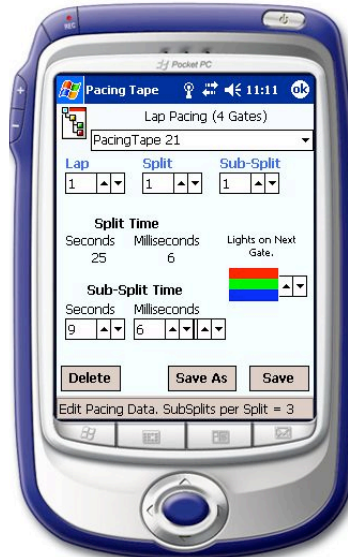 REC
Pocket PC
Pacing Tape 11:11 ok
Lap Pacing (4 Gates)
PacingTape 21
Lap Split Sub-Split
1 1 1
Split Time
Seconds Milliseconds
25 6
Lights on Next
Gate.
Sub-Split Time
Seconds Milliseconds
9 6
Delete Save As Save
Edit Pacing Data. SubSplits per Split = 3